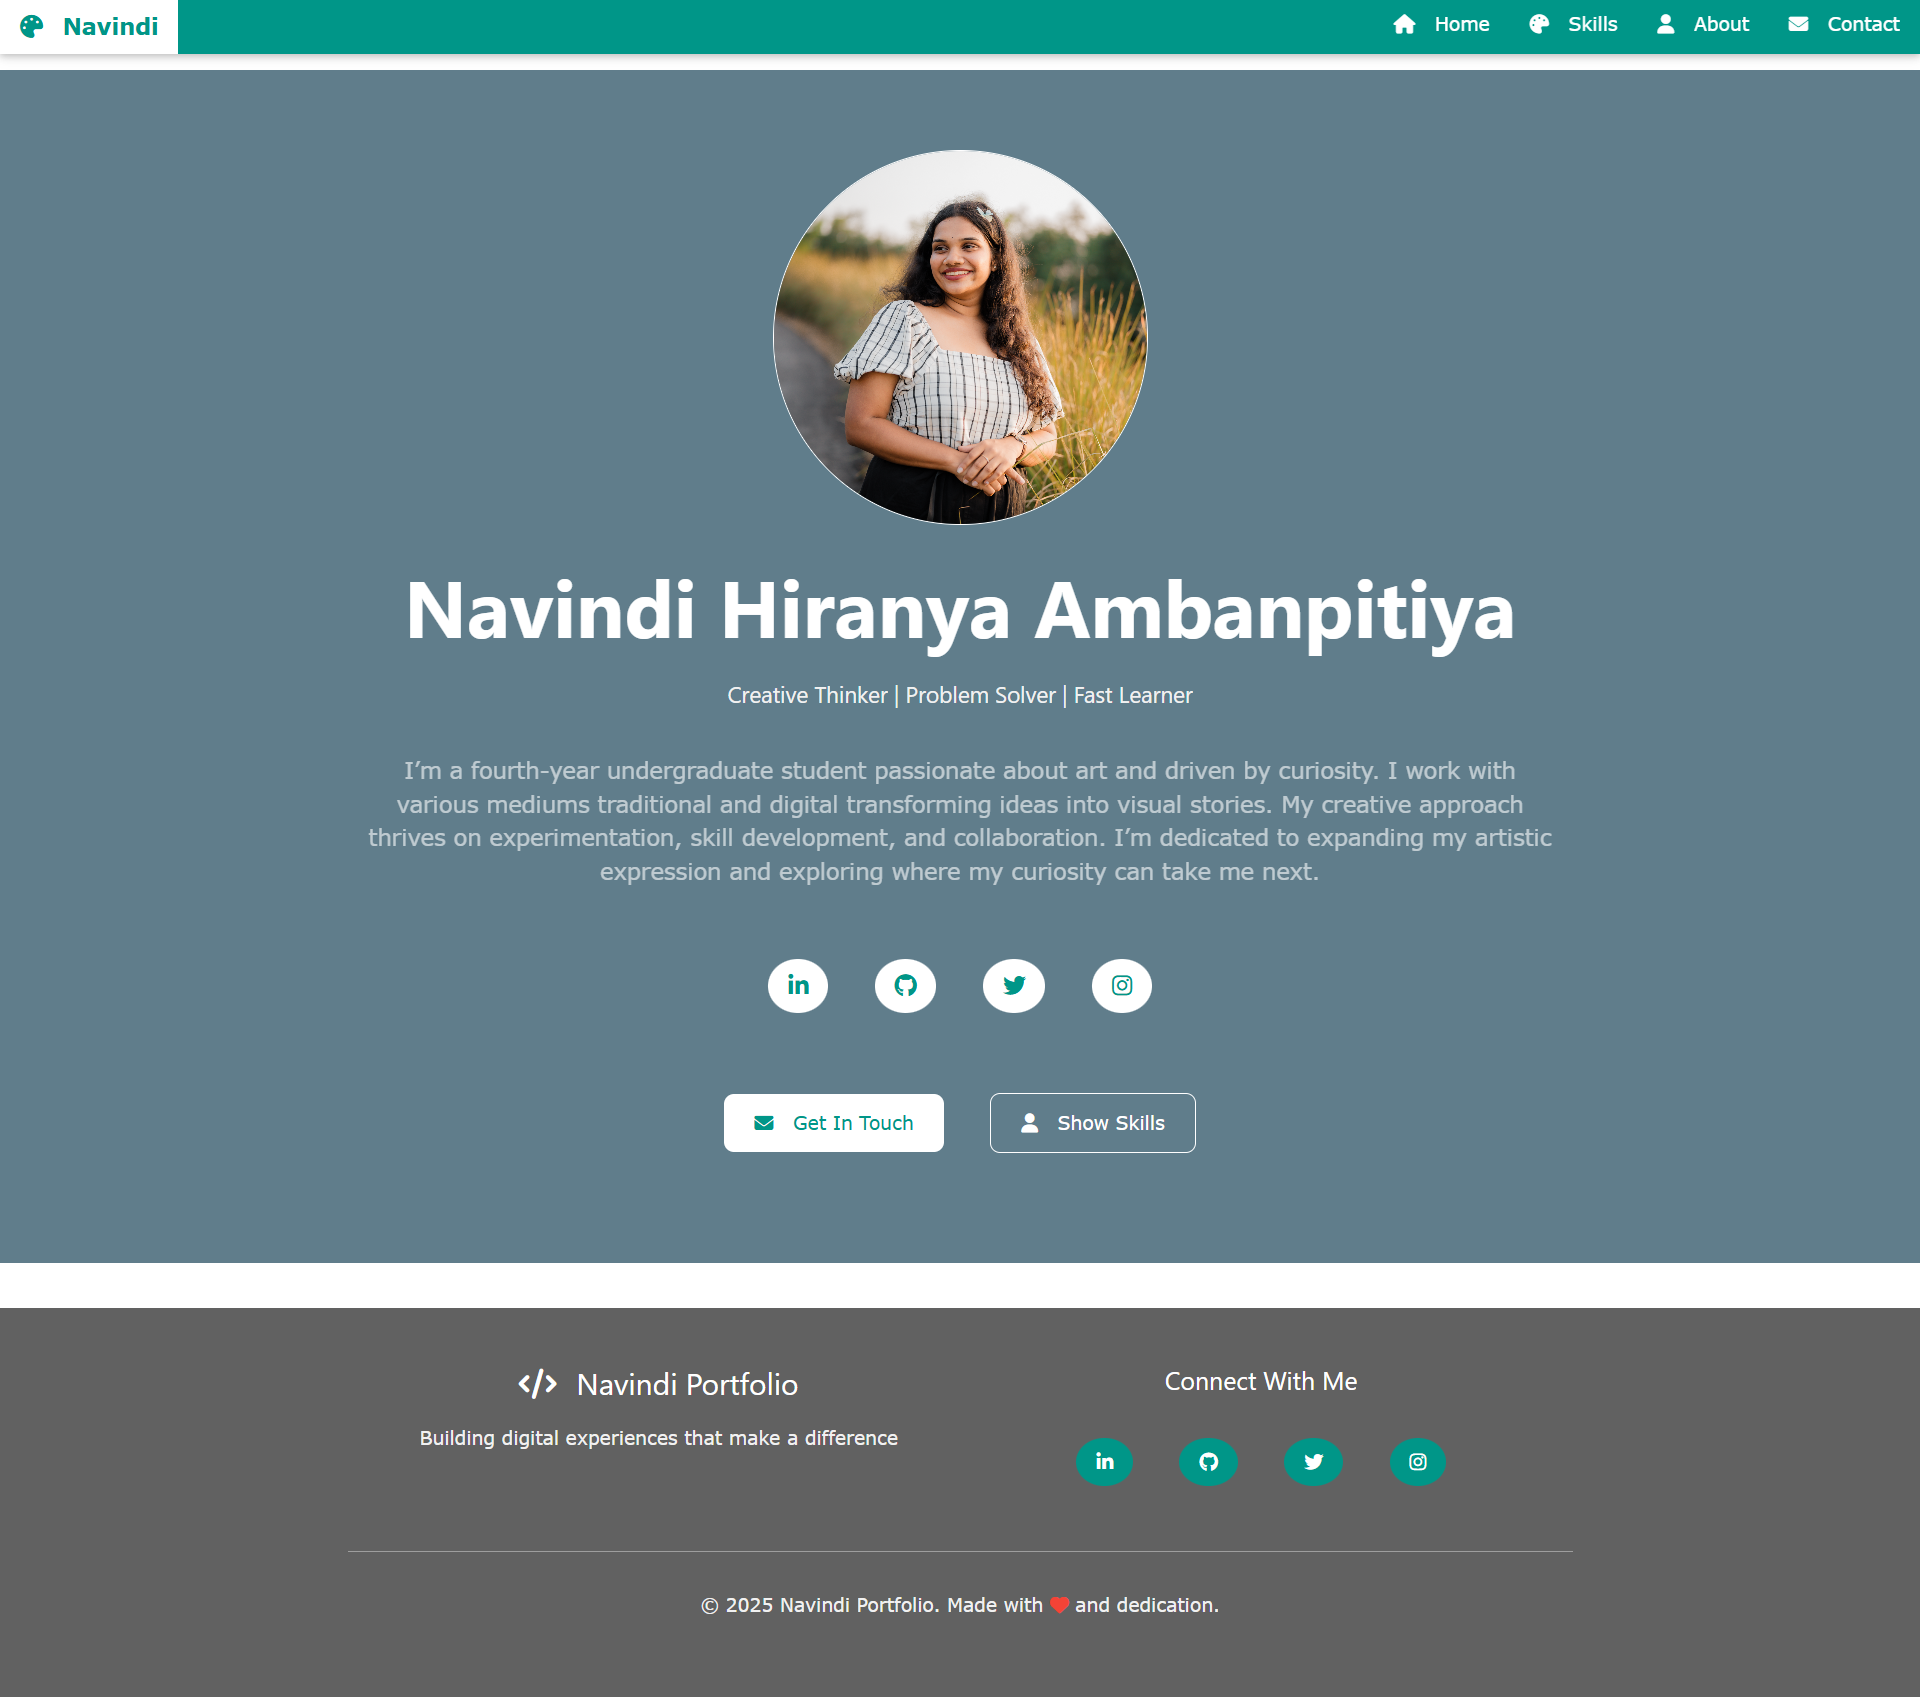 Navindi
Home
Skills
About
Contact
Navindi Hiranya Ambanpitiya
Creative Thinker | Problem Solver | Fast Learner
I’m a fourth-year undergraduate student passionate about art and driven by curiosity. I work with
various mediums traditional and digital transforming ideas into visual stories. My creative approach
thrives on experimentation, skill development, and collaboration. I’m dedicated to expanding my artistic
expression and exploring where my curiosity can take me next.
Get In Touch
Show Skills
Navindi Portfolio
Building digital experiences that make a difference
Connect With Me
© 2025 Navindi Portfolio. Made with ❤ and dedication.